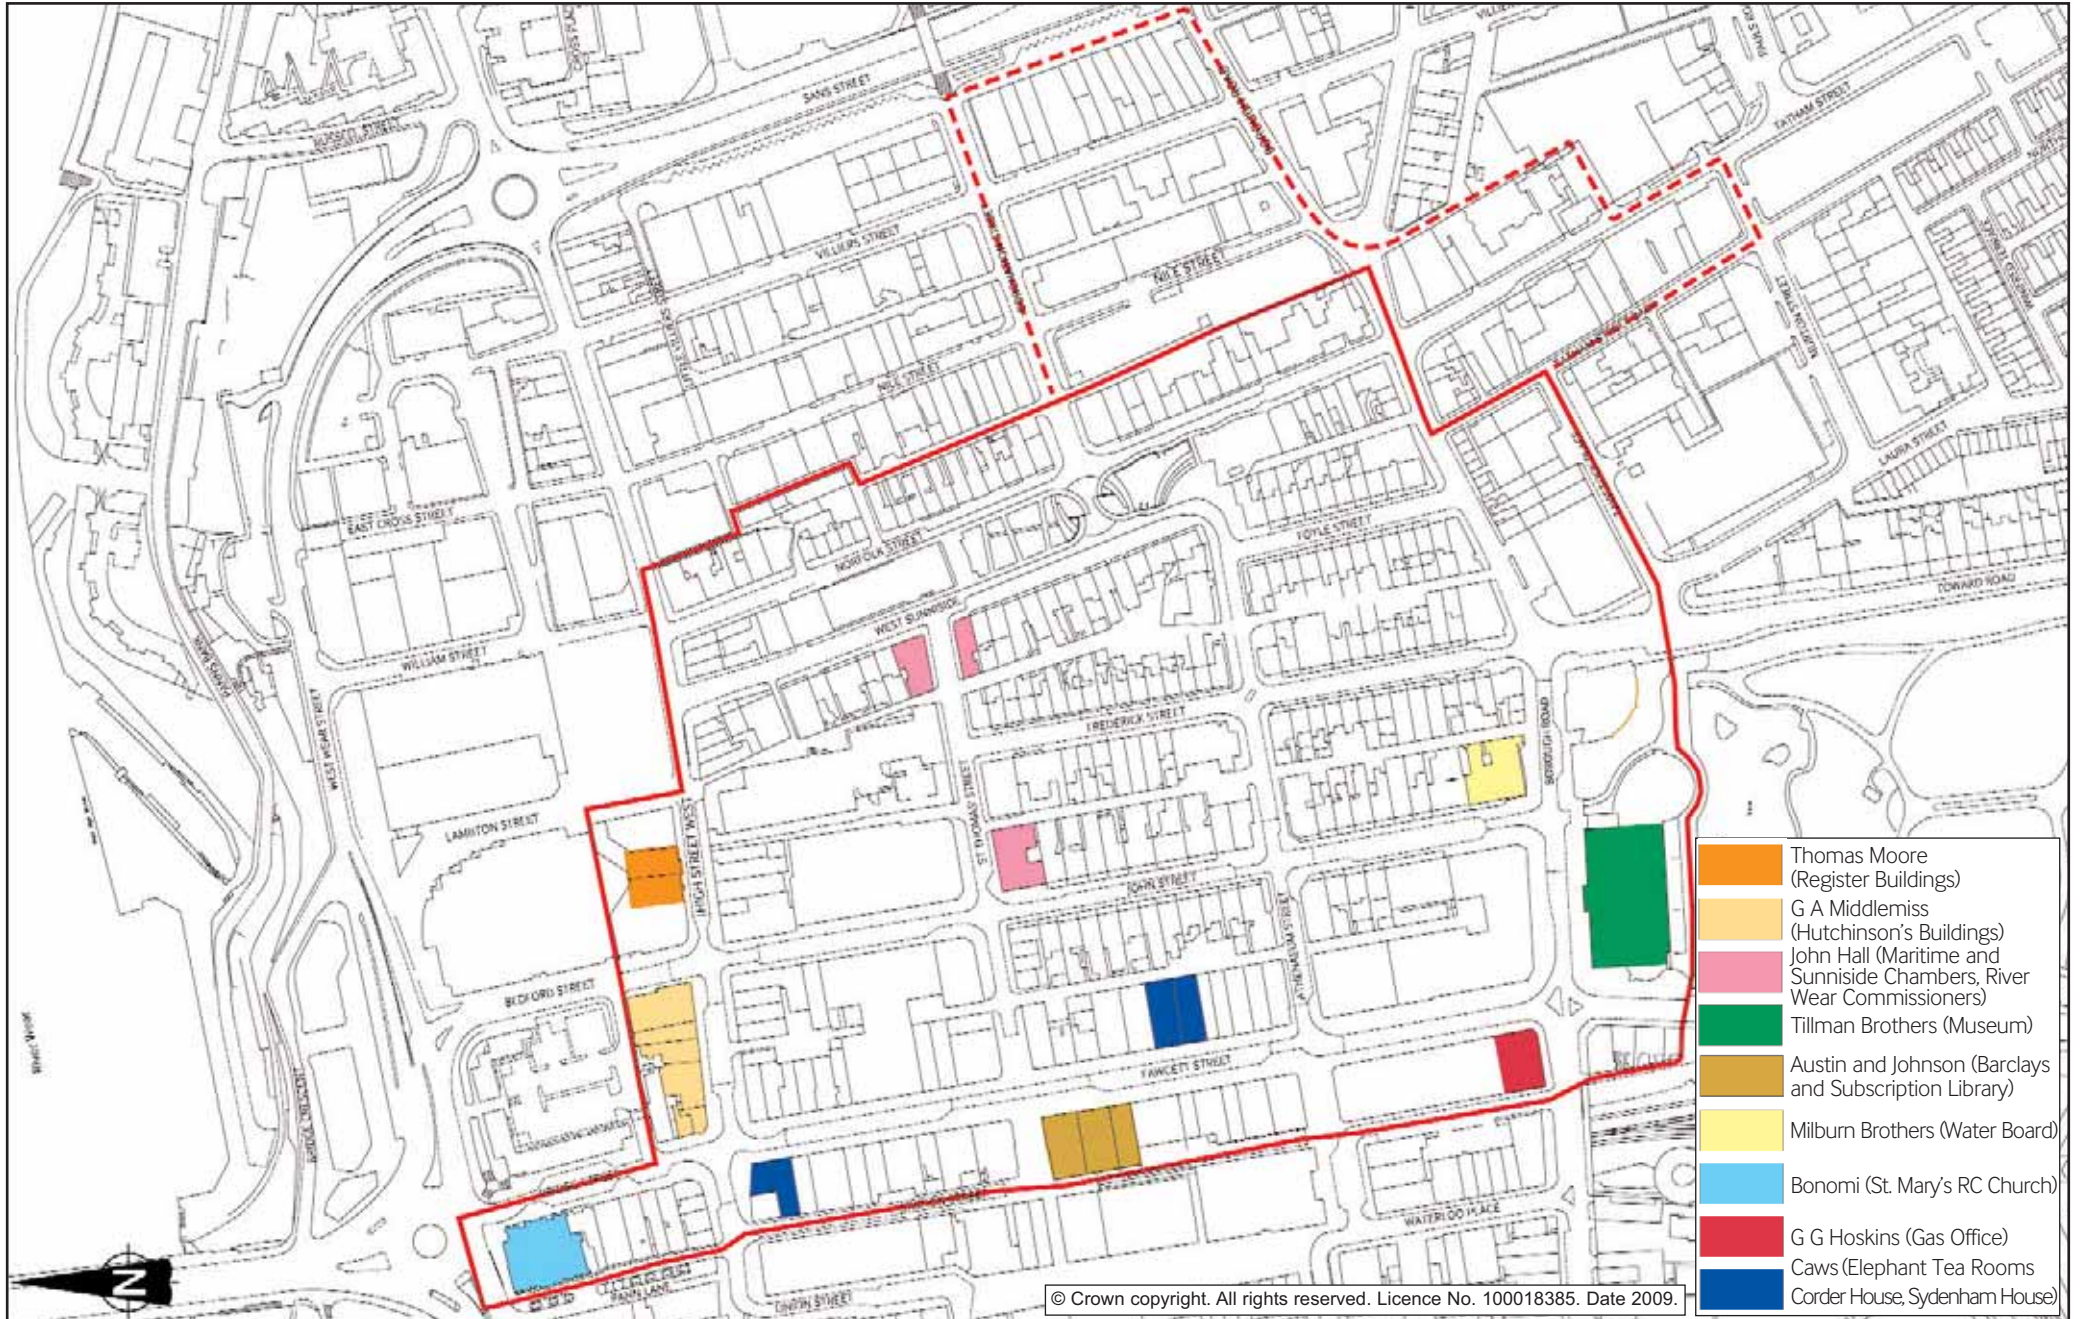 SANS STREET
TATHAM STREET
VILLIERS STREET
NILE STREET
NILE STREET
LAURA STREET
EAST CROSS STREET
NORFOLK STREET
FOYLE STREET
TOWARD ROAD
WEST SUNNISIDE
WILLIAM STREET
FREDERICK STREET
BOROUGH ROAD
WEST WEAR STREET
ST THOMAS STREET
HIGH STREET WEST
LAMBTON STREET
JOHN STREET
BEDFORD STREET
FAWCETT STREET
WATERLOO PLACE
PANN LANE
UNION STREET
River Wear
N
Thomas Moore
(Register Buildings)
G A Middlemiss
(Hutchinson's Buildings)
John Hall (Maritime and
Sunniside Chambers, River
Wear Commissioners)
Tillman Brothers (Museum)
Austin and Johnson (Barclays
and Subscription Library)
Milburn Brothers (Water Board)
Bonomi (St. Mary's RC Church)
G G Hoskins (Gas Office)
Caws (Elephant Tea Rooms
Corder House, Sydenham House)
© Crown copyright. All rights reserved. Licence No. 100018385. Date 2009.